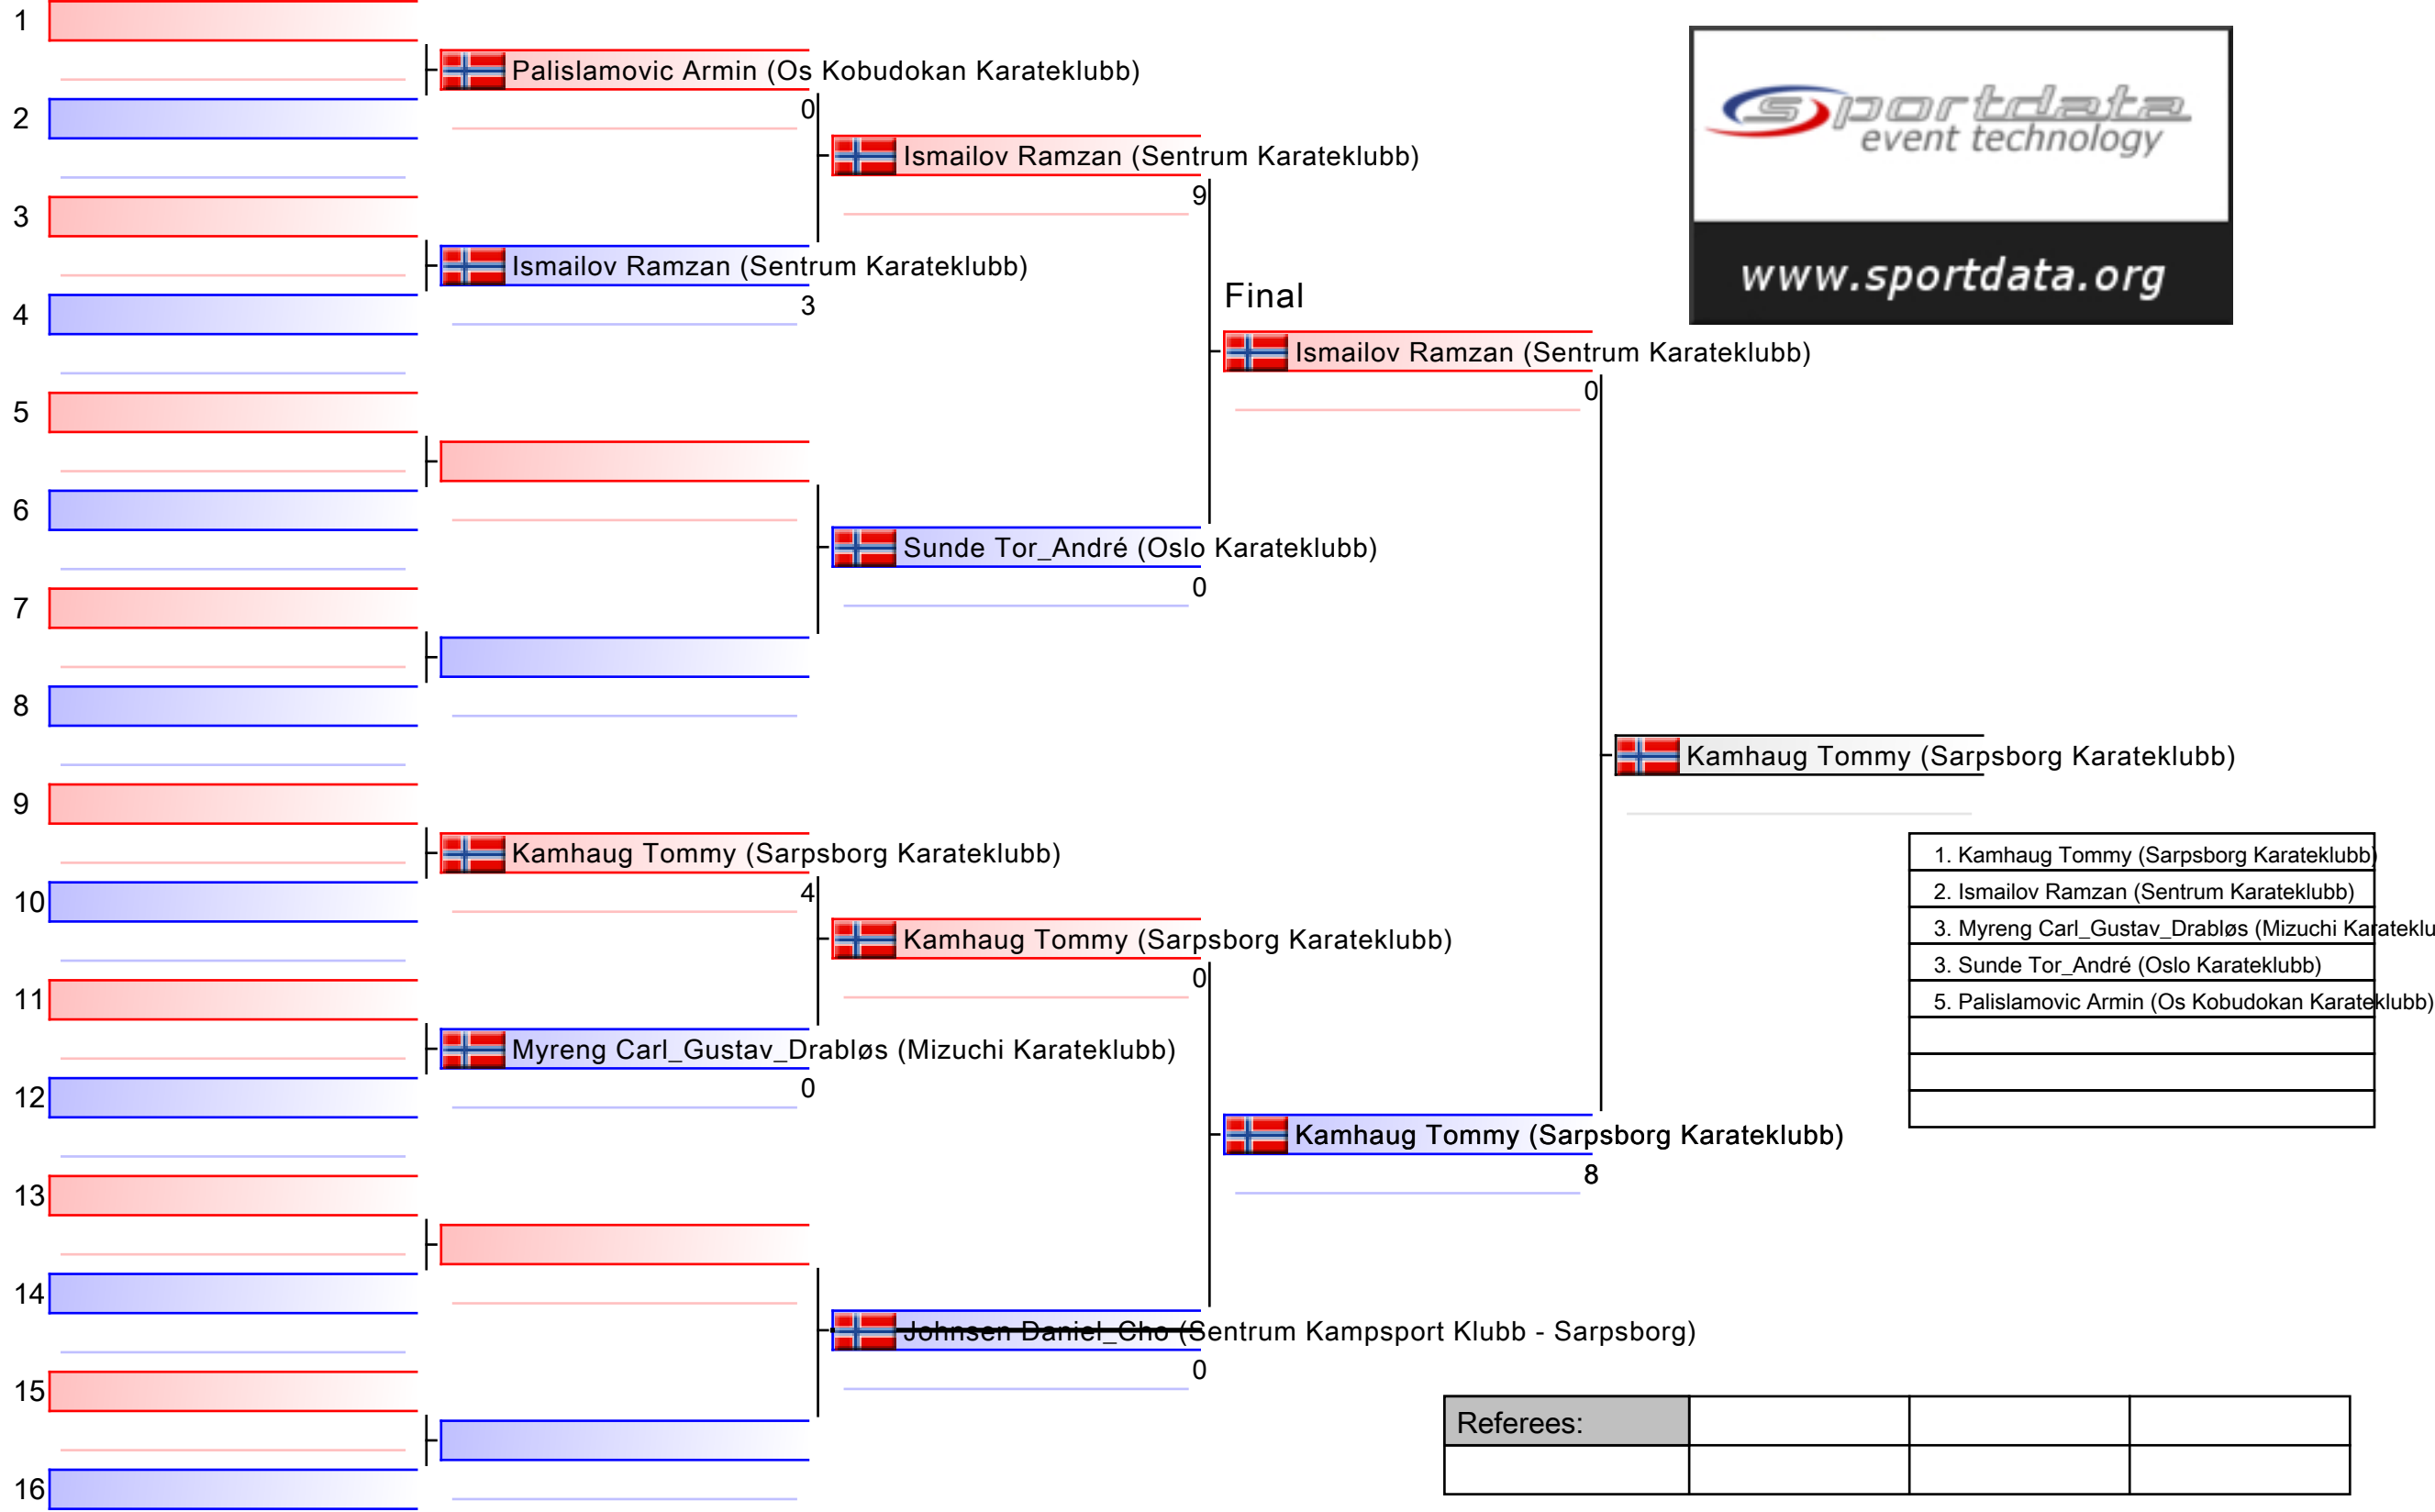 1
Palislamovic Armin (Os Kobudokan Karateklubb)
0
2
Ismailov Ramzan (Sentrum Karateklubb)
9
3
Ismailov Ramzan (Sentrum Karateklubb)
3
4
sportdata
event technology
www.sportdata.org
Final
Ismailov Ramzan (Sentrum Karateklubb)
0
5
6
Sunde Tor_André (Oslo Karateklubb)
0
7
8
Kamhaug Tommy (Sarpsborg Karateklubb)
9
Kamhaug Tommy (Sarpsborg Karateklubb)
4
10
Kamhaug Tommy (Sarpsborg Karateklubb)
0
11
Myreng Carl_Gustav_Drabløs (Mizuchi Karateklubb)
0
12
Kamhaug Tommy (Sarpsborg Karateklubb)
8
13
14
Johnsen Daniel_Cho (Sentrum Kampsport Klubb - Sarpsborg)
0
15
16
1. Kamhaug Tommy (Sarpsborg Karateklubb)
2. Ismailov Ramzan (Sentrum Karateklubb)
3. Myreng Carl_Gustav_Drabløs (Mizuchi Karateklu
3. Sunde Tor_André (Oslo Karateklubb)
5. Palislamovic Armin (Os Kobudokan Karateklubb)
Referees: